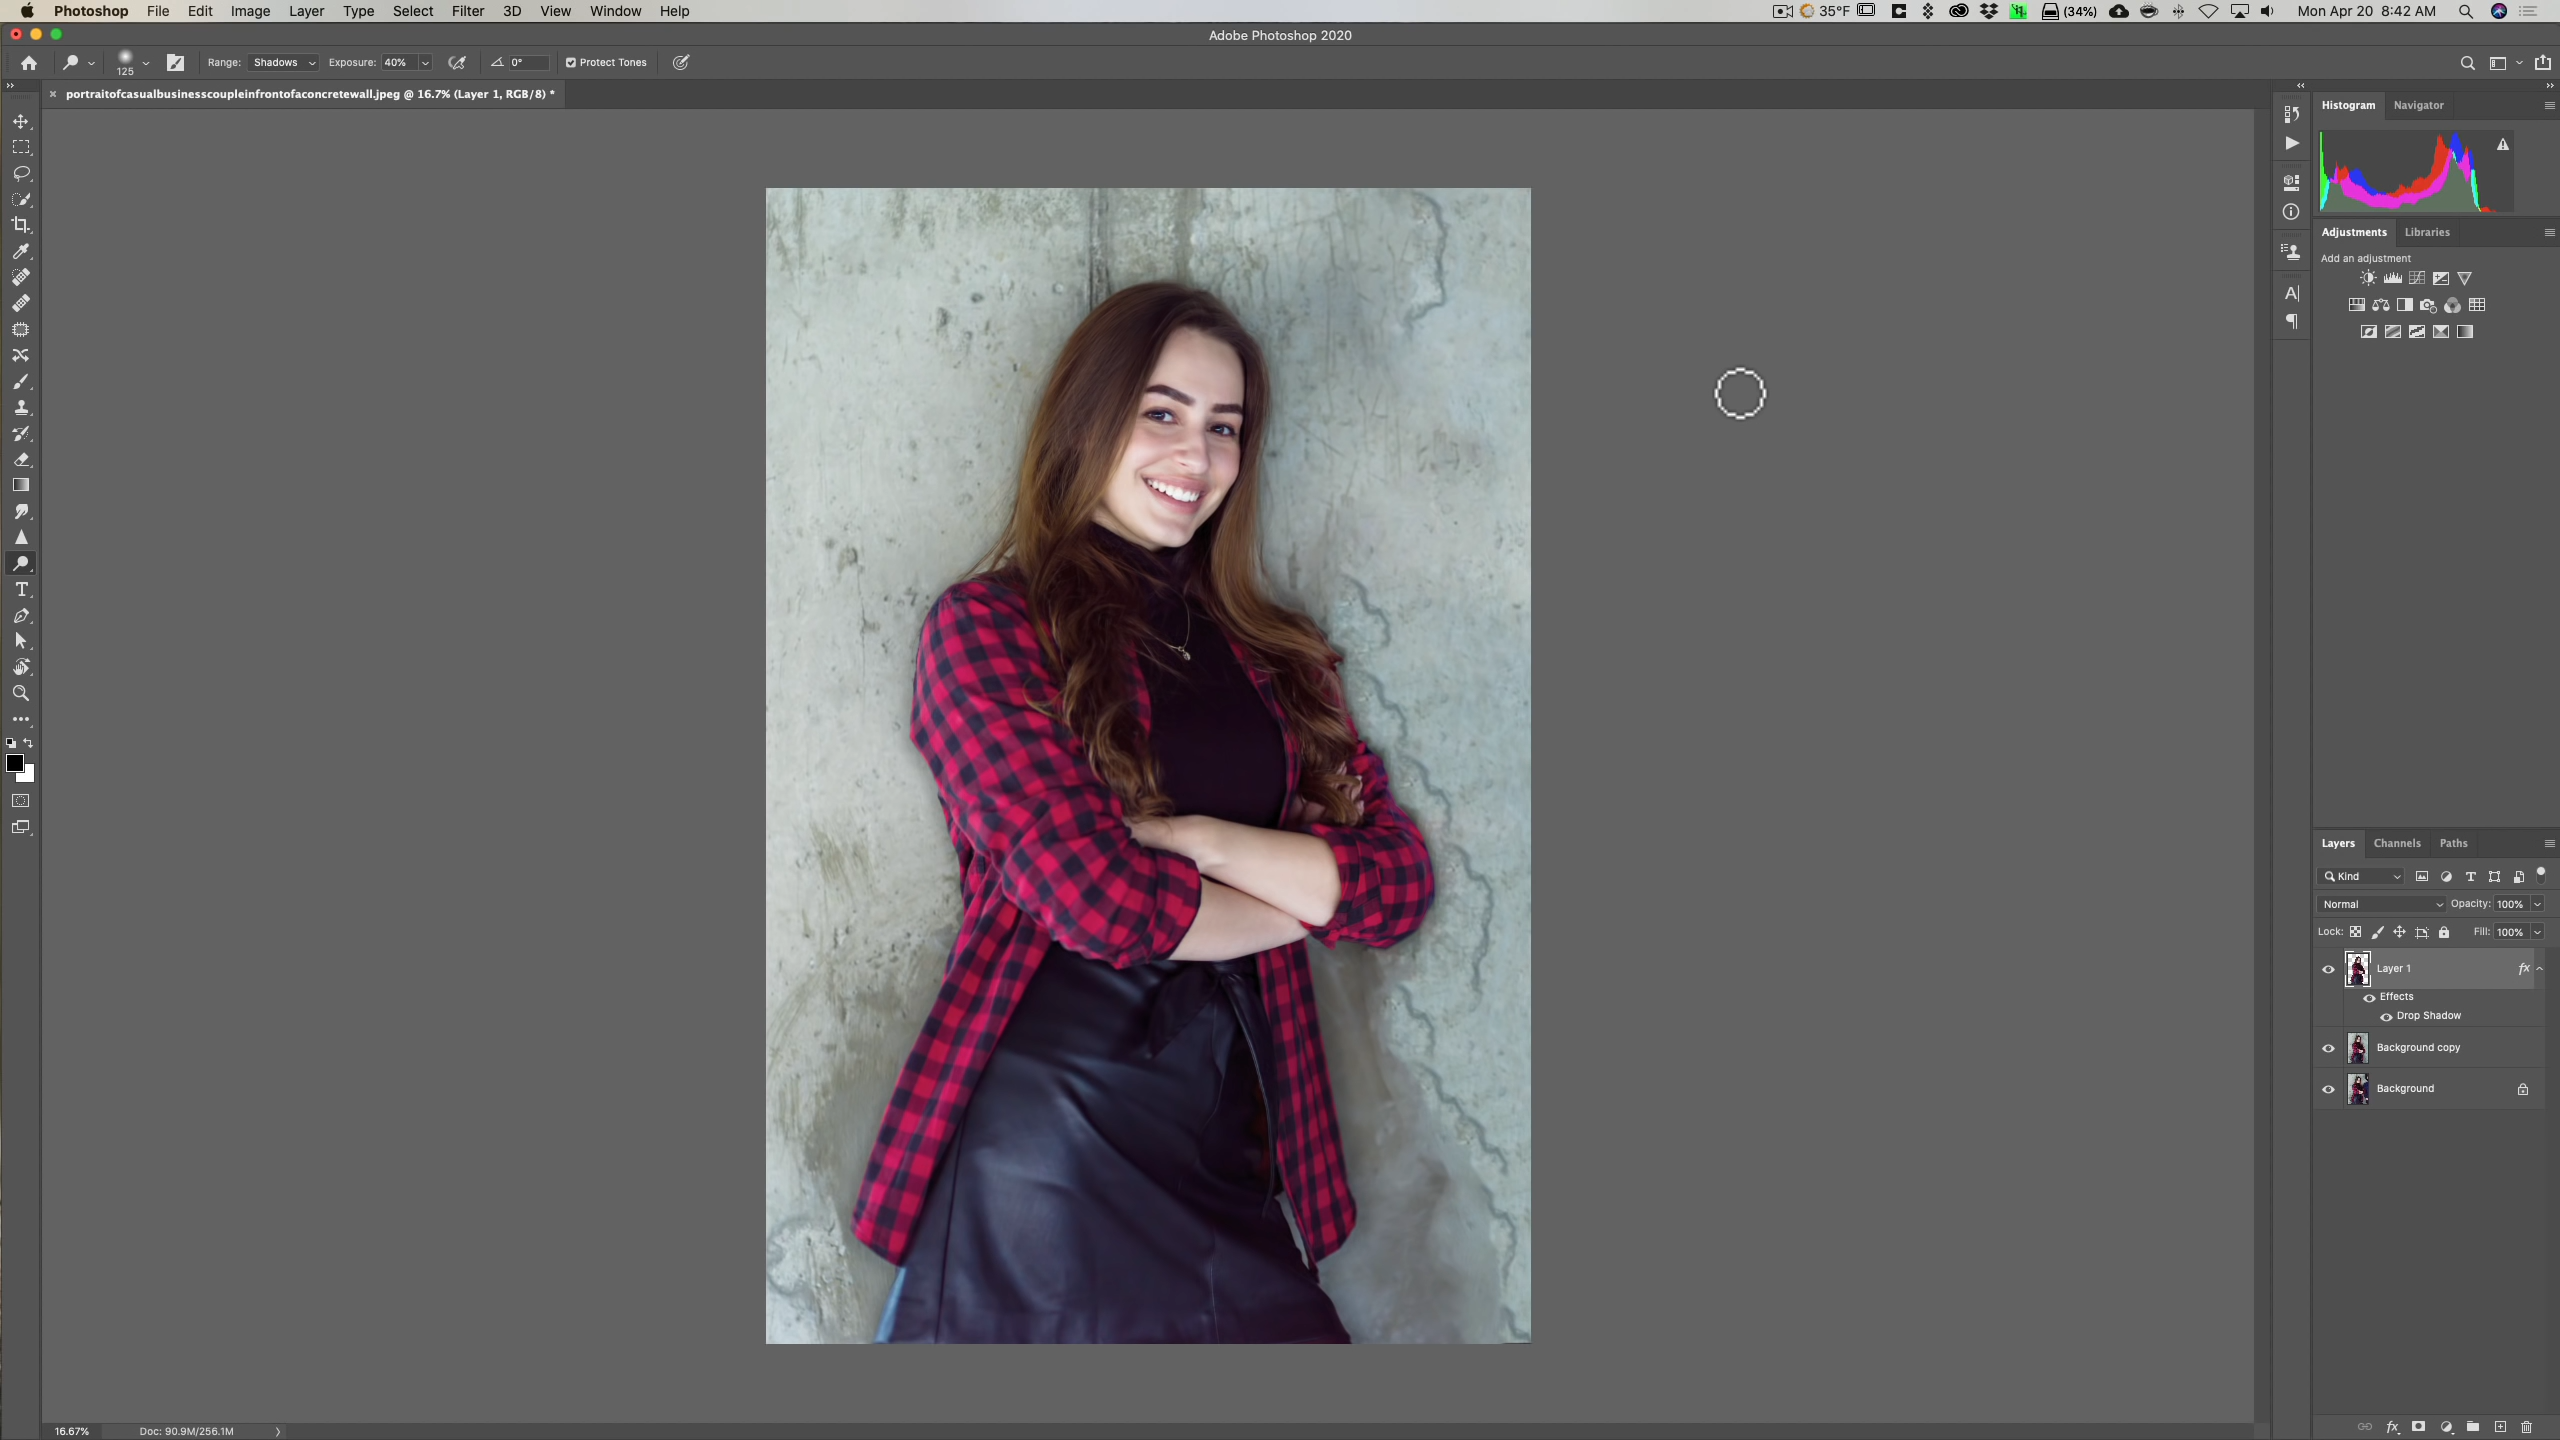 Photoshop File Edit Image Layer Type Select Filter 3D View Window Help 35°F (34%) Mon Apr 20 8:42 AM
Adobe Photoshop 2020
125 Range: Shadows Exposure: 40% 0° Protect Tones
portraitofcasualbusinesscoupleinfrontofaconcretewall.jpeg @ 16.7% (Layer 1, RGB/8) *
Histogram Navigator
Adjustments Libraries
Add an adjustment
Layers Channels Paths
Kind
Normal Opacity: 100%
Lock: Fill: 100%
Layer 1 fx
Effects
Drop Shadow
Background copy
Background
16.67% Doc: 90.9M/256.1M